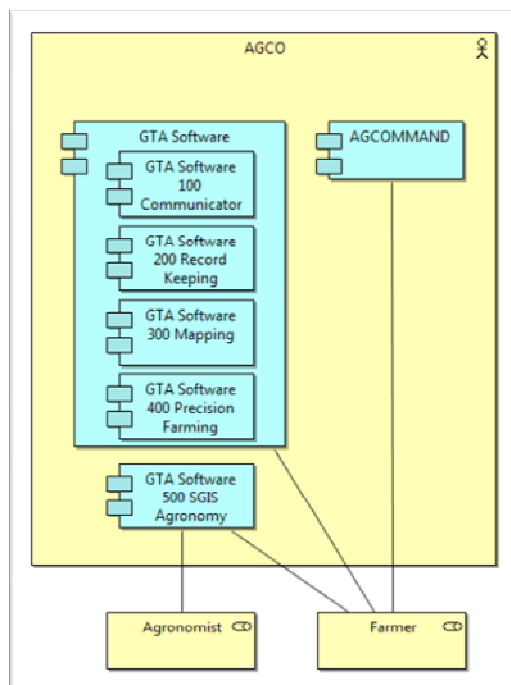 AGCO
GTA Software
AGCOMMAND
GTA Software
100
Communicator
GTA Software
200 Record
Keeping
GTA Software
300 Mapping
GTA Software
400 Precision
Farming
GTA Software
500 SGIS
Agronomy
Agronomist
Farmer